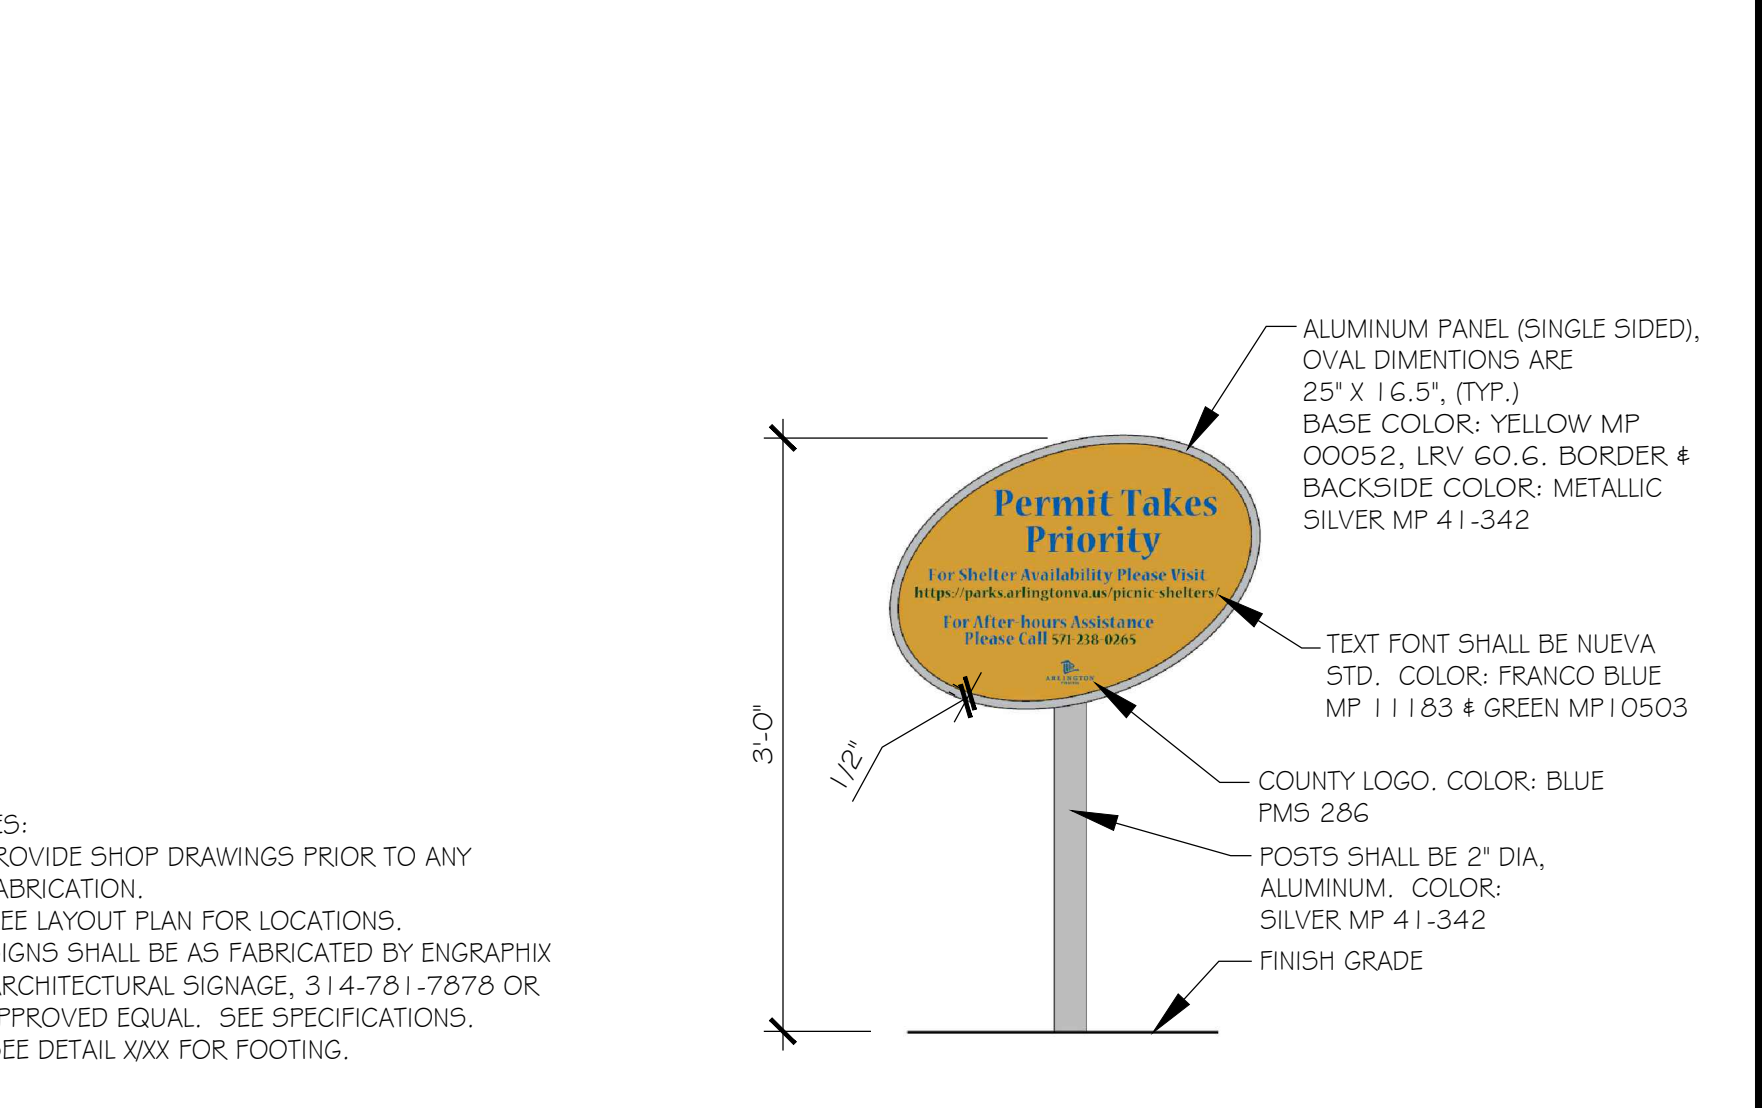 ALUMINUM PANEL (SINGLE SIDED),
OVAL DIMENTIONS ARE
25" X 16.5", (TYP.)
BASE COLOR: YELLOW MP
00052, LRV 60.6. BORDER &
BACKSIDE COLOR: METALLIC
SILVER MP 41-342
Permit Takes
Priority
For Shelter Availability Please Visit
https://parks.arlingtonva.us/picnic-shelters/
For After-hours Assistance
Please Call 571-238-0265
ARLINGTON
TEXT FONT SHALL BE NUEVA
STD. COLOR: FRANCO BLUE
MP 11183 & GREEN MP10503
3'-0"
1/2"
COUNTY LOGO. COLOR: BLUE
PMS 286
POSTS SHALL BE 2" DIA,
ALUMINUM. COLOR:
SILVER MP 41-342
FINISH GRADE
ES:
ROVIDE SHOP DRAWINGS PRIOR TO ANY
ABRICATION.
EE LAYOUT PLAN FOR LOCATIONS.
IGNS SHALL BE AS FABRICATED BY ENGRAPHIX
ARCHITECTURAL SIGNAGE, 314-781-7878 OR
PPROVED EQUAL. SEE SPECIFICATIONS.
EE DETAIL X/XX FOR FOOTING.